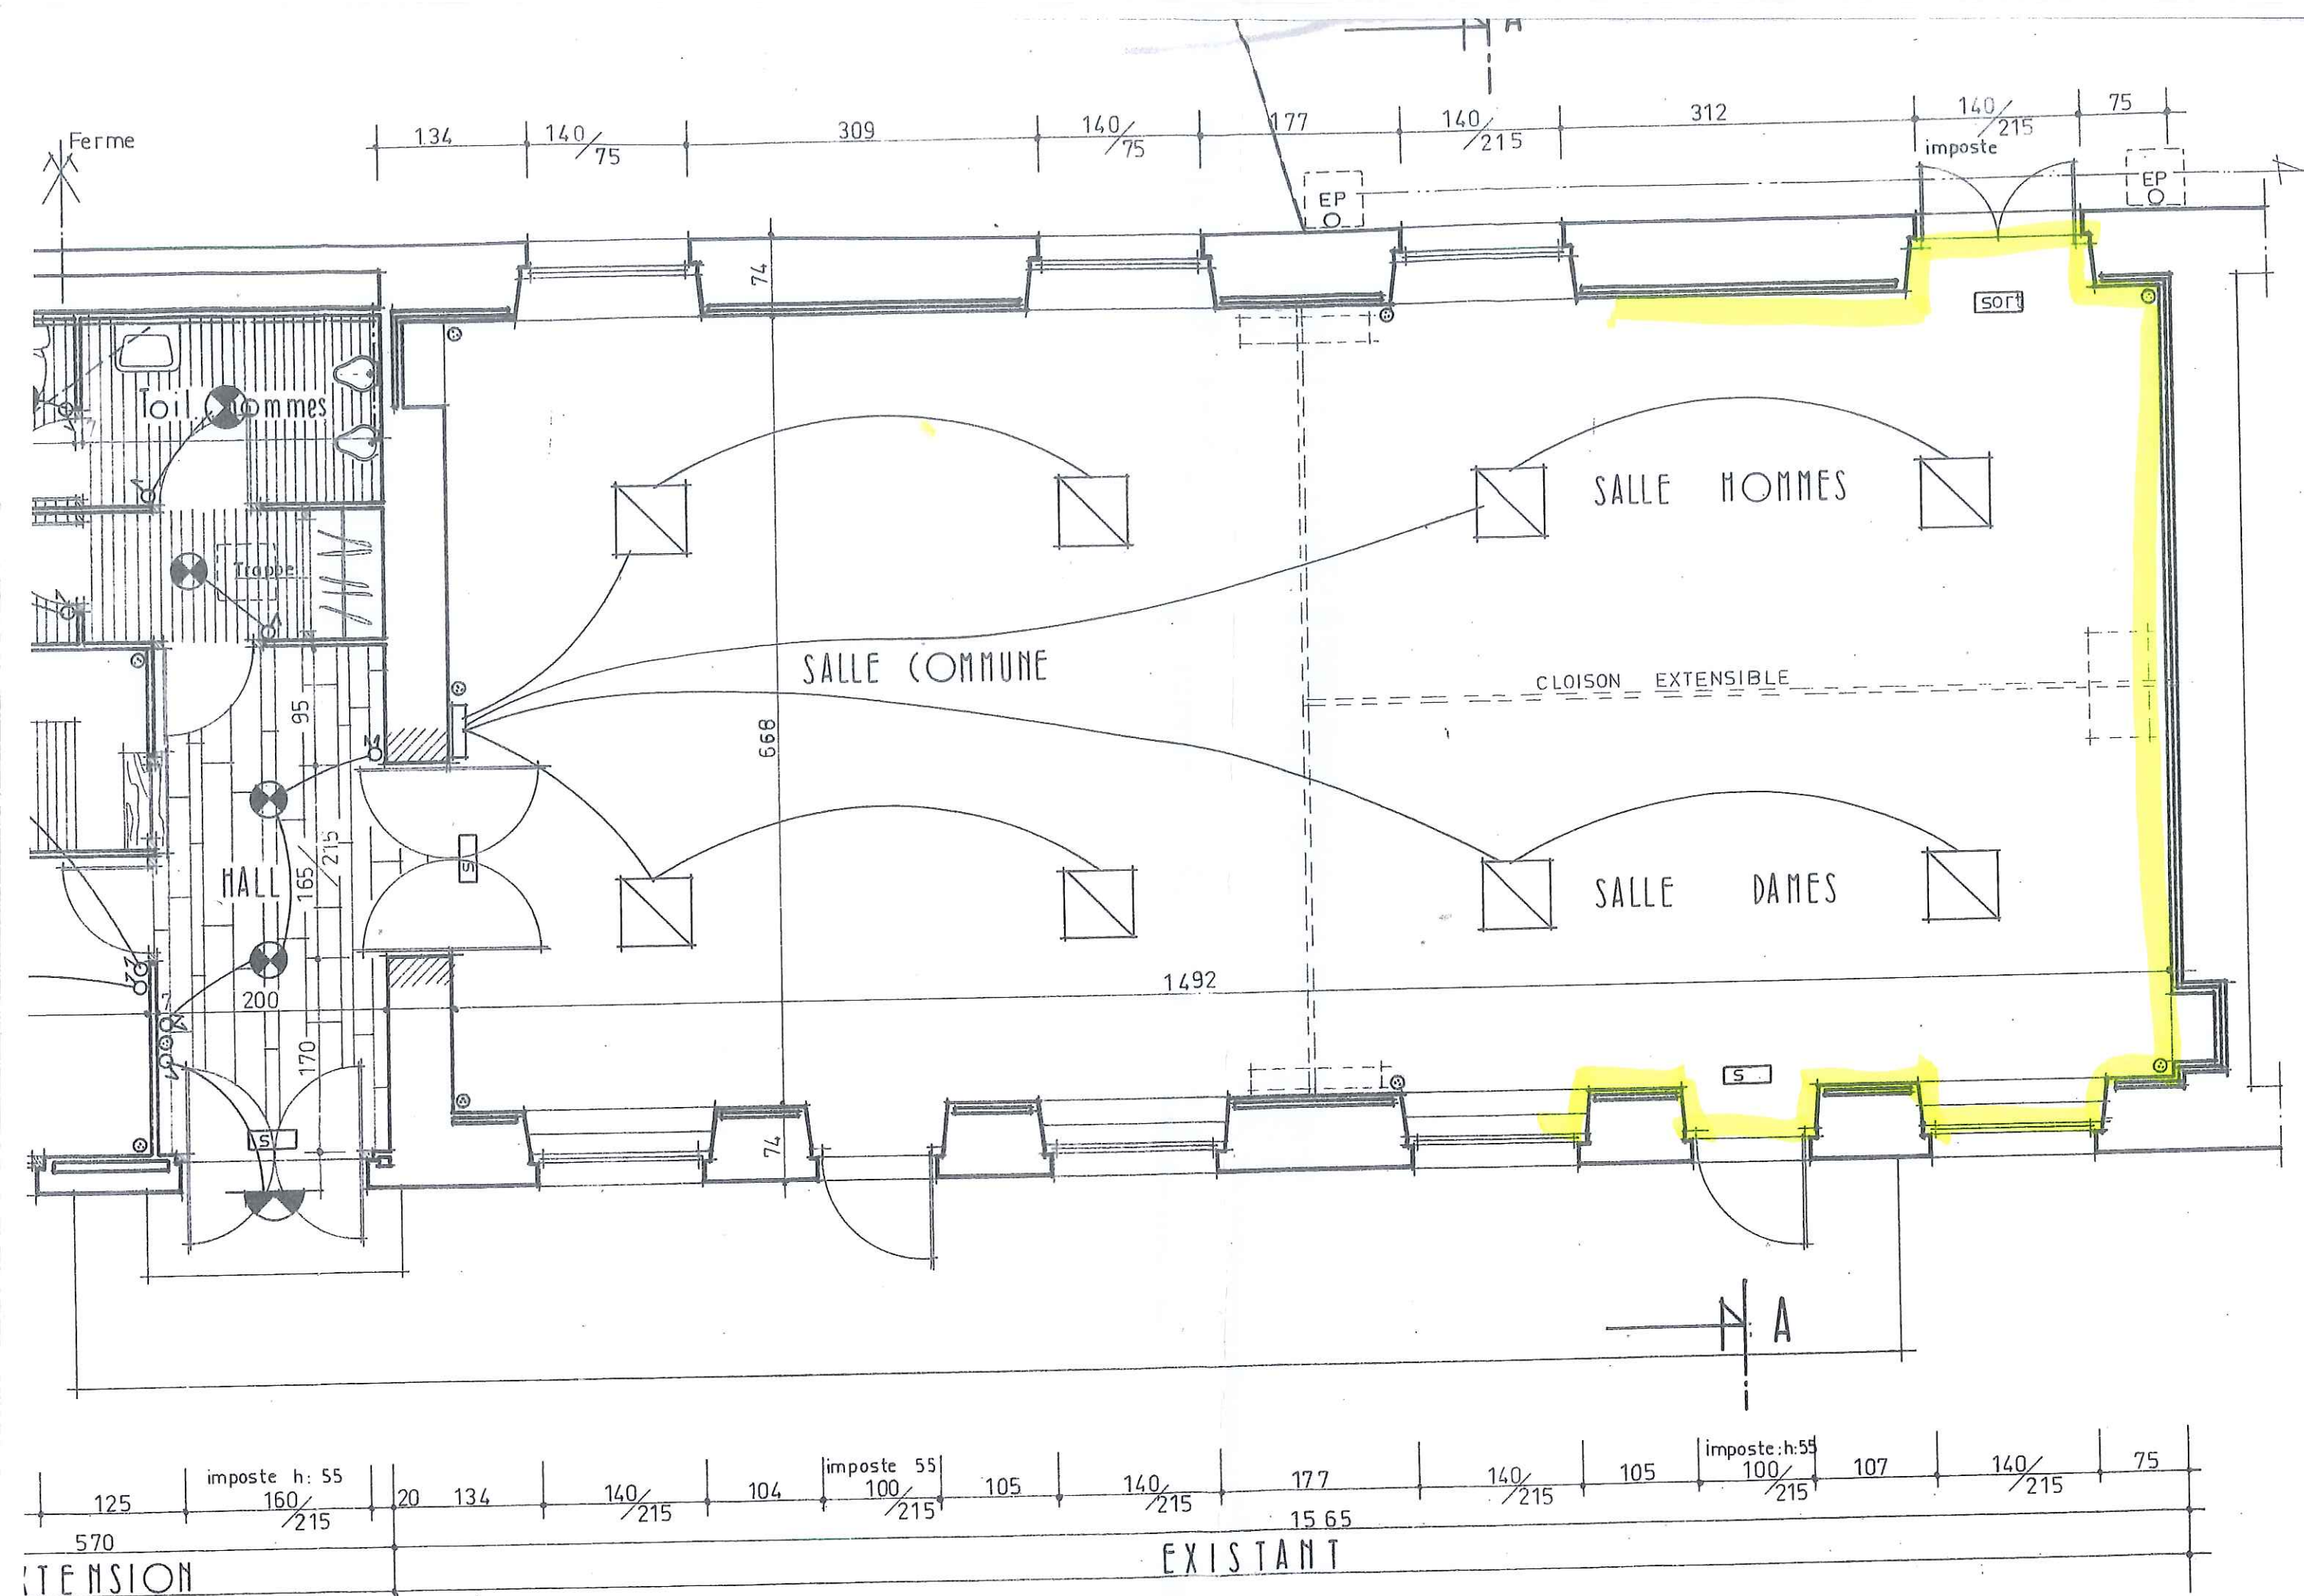 A
Ferme
134
140/75
309
140/75
177
140/215
312
140/215
75
imposte
EP
EP
74
sort
Toil. Hommes
SALLE HOMMES
Trappe
SALLE COMMUNE
CLOISON EXTENSIBLE
95
668
215
HALL
165
S
SALLE DAMES
1492
200
170
S
S
74
A
imposte h: 55
imposte 55
imposte:h:55
125
160/215
20
134
140/215
104
100/215
105
140/215
177
140/215
105
100/215
107
140/215
75
570
1565
EXISTANT
TENSION